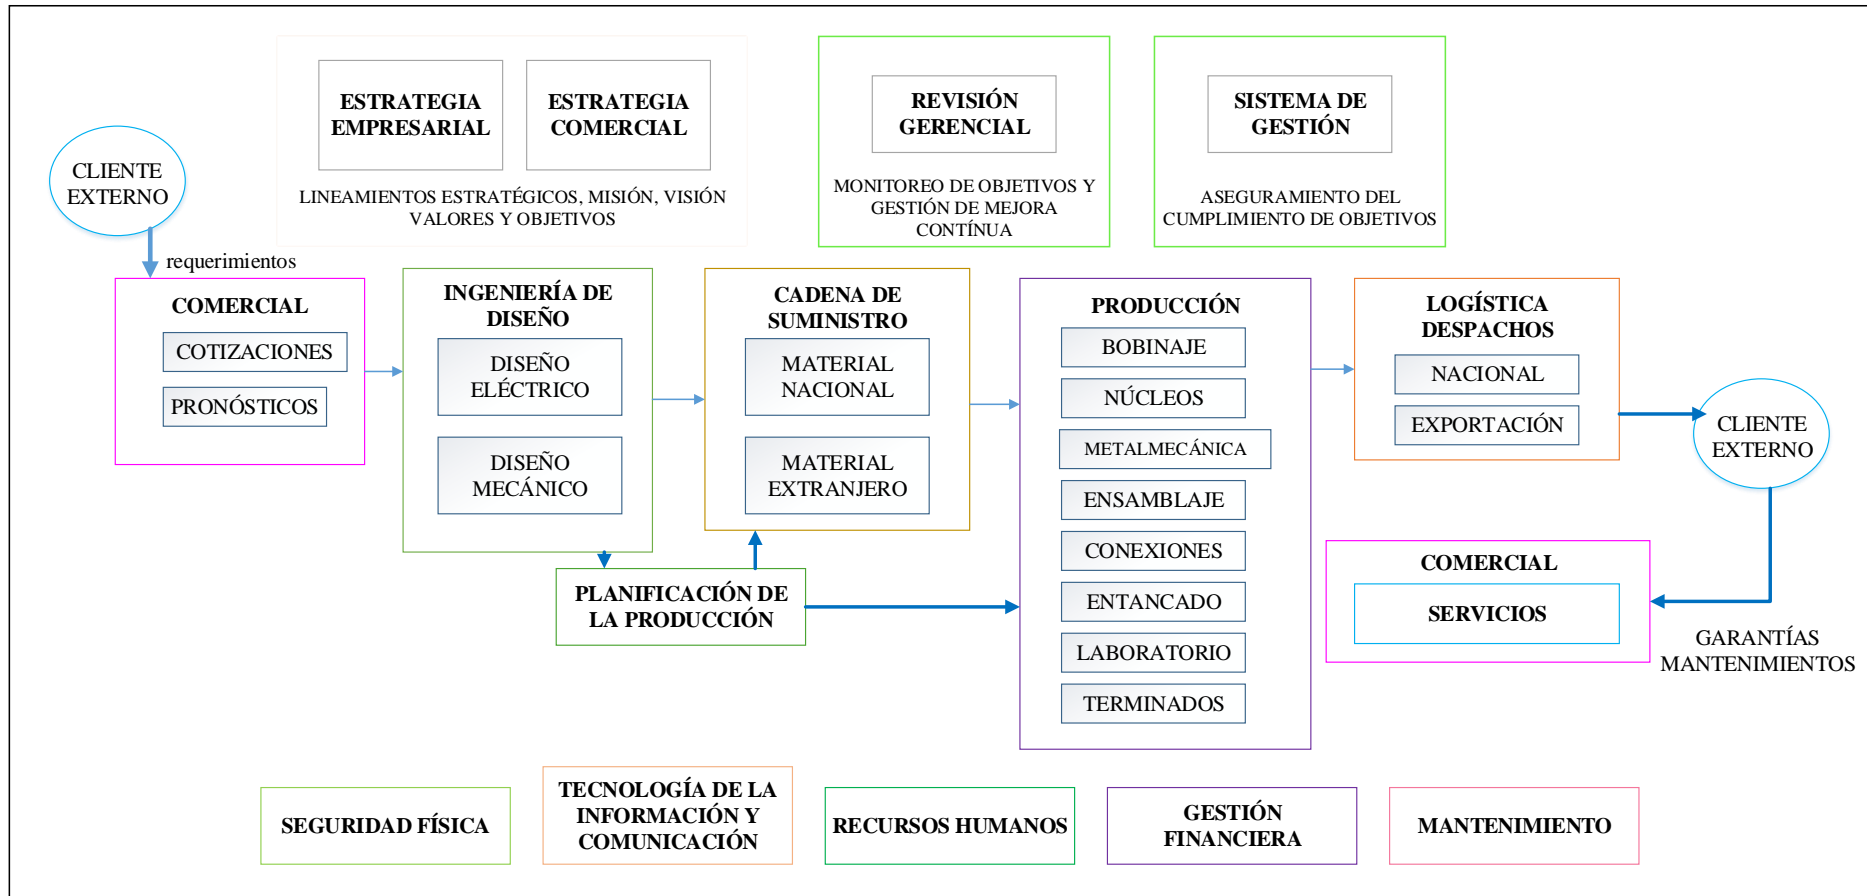 ESTRATEGIA
EMPRESARIAL
ESTRATEGIA
COMERCIAL
LINEAMIENTOS ESTRATÉGICOS, MISIÓN, VISIÓN
VALORES Y OBJETIVOS
REVISIÓN
GERENCIAL
MONITOREO DE OBJETIVOS Y
GESTIÓN DE MEJORA
CONTÍNUA
SISTEMA DE
GESTIÓN
ASEGURAMIENTO DEL
CUMPLIMIENTO DE OBJETIVOS
CLIENTE
EXTERNO
requerimientos
COMERCIAL
COTIZACIONES
PRONÓSTICOS
INGENIERÍA DE
DISEÑO
DISEÑO
ELÉCTRICO
DISEÑO
MECÁNICO
CADENA DE
SUMINISTRO
MATERIAL
NACIONAL
MATERIAL
EXTRANJERO
PLANIFICACIÓN DE
LA PRODUCCIÓN
PRODUCCIÓN
BOBINAJE
NÚCLEOS
METALMECÁNICA
ENSAMBLAJE
CONEXIONES
ENTANCADO
LABORATORIO
TERMINADOS
LOGÍSTICA
DESPACHOS
NACIONAL
EXPORTACIÓN
CLIENTE
EXTERNO
COMERCIAL
SERVICIOS
GARANTÍAS
MANTENIMIENTOS
SEGURIDAD FÍSICA
TECNOLOGÍA DE LA
INFORMACIÓN Y
COMUNICACIÓN
RECURSOS HUMANOS
GESTIÓN
FINANCIERA
MANTENIMIENTO